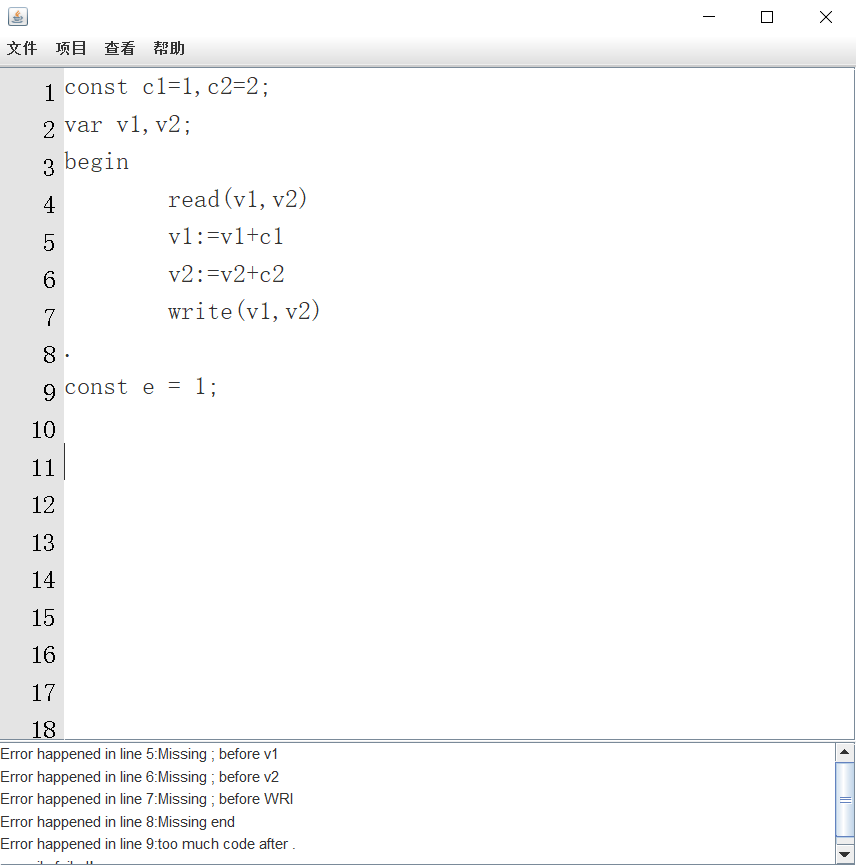 文件 项目 查看 帮助
1 const c1=1,c2=2;
2 var v1,v2;
3 begin
4 read(v1,v2)
5 v1:=v1+c1
6 v2:=v2+c2
7 write(v1,v2)
8 .
9 const e = 1;
10
11
12
13
14
15
16
17
18
Error happened in line 5:Missing ; before v1
Error happened in line 6:Missing ; before v2
Error happened in line 7:Missing ; before WRI
Error happened in line 8:Missing end
Error happened in line 9:too much code after .